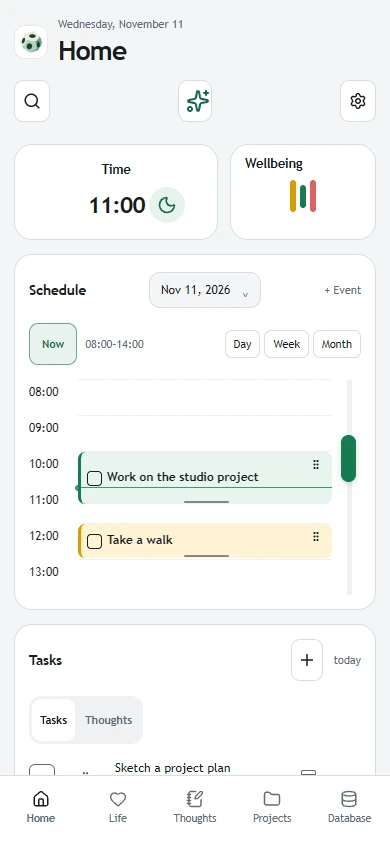 Wednesday, November 11
Home
Time
11:00
Wellbeing
Schedule
Nov 11, 2026
+ Event
Now
08:00-14:00
Day
Week
Month
08:00
09:00
10:00
Work on the studio project
11:00
12:00
Take a walk
13:00
Tasks
today
Tasks
Thoughts
Sketch a project plan
Home
Life
Thoughts
Projects
Database